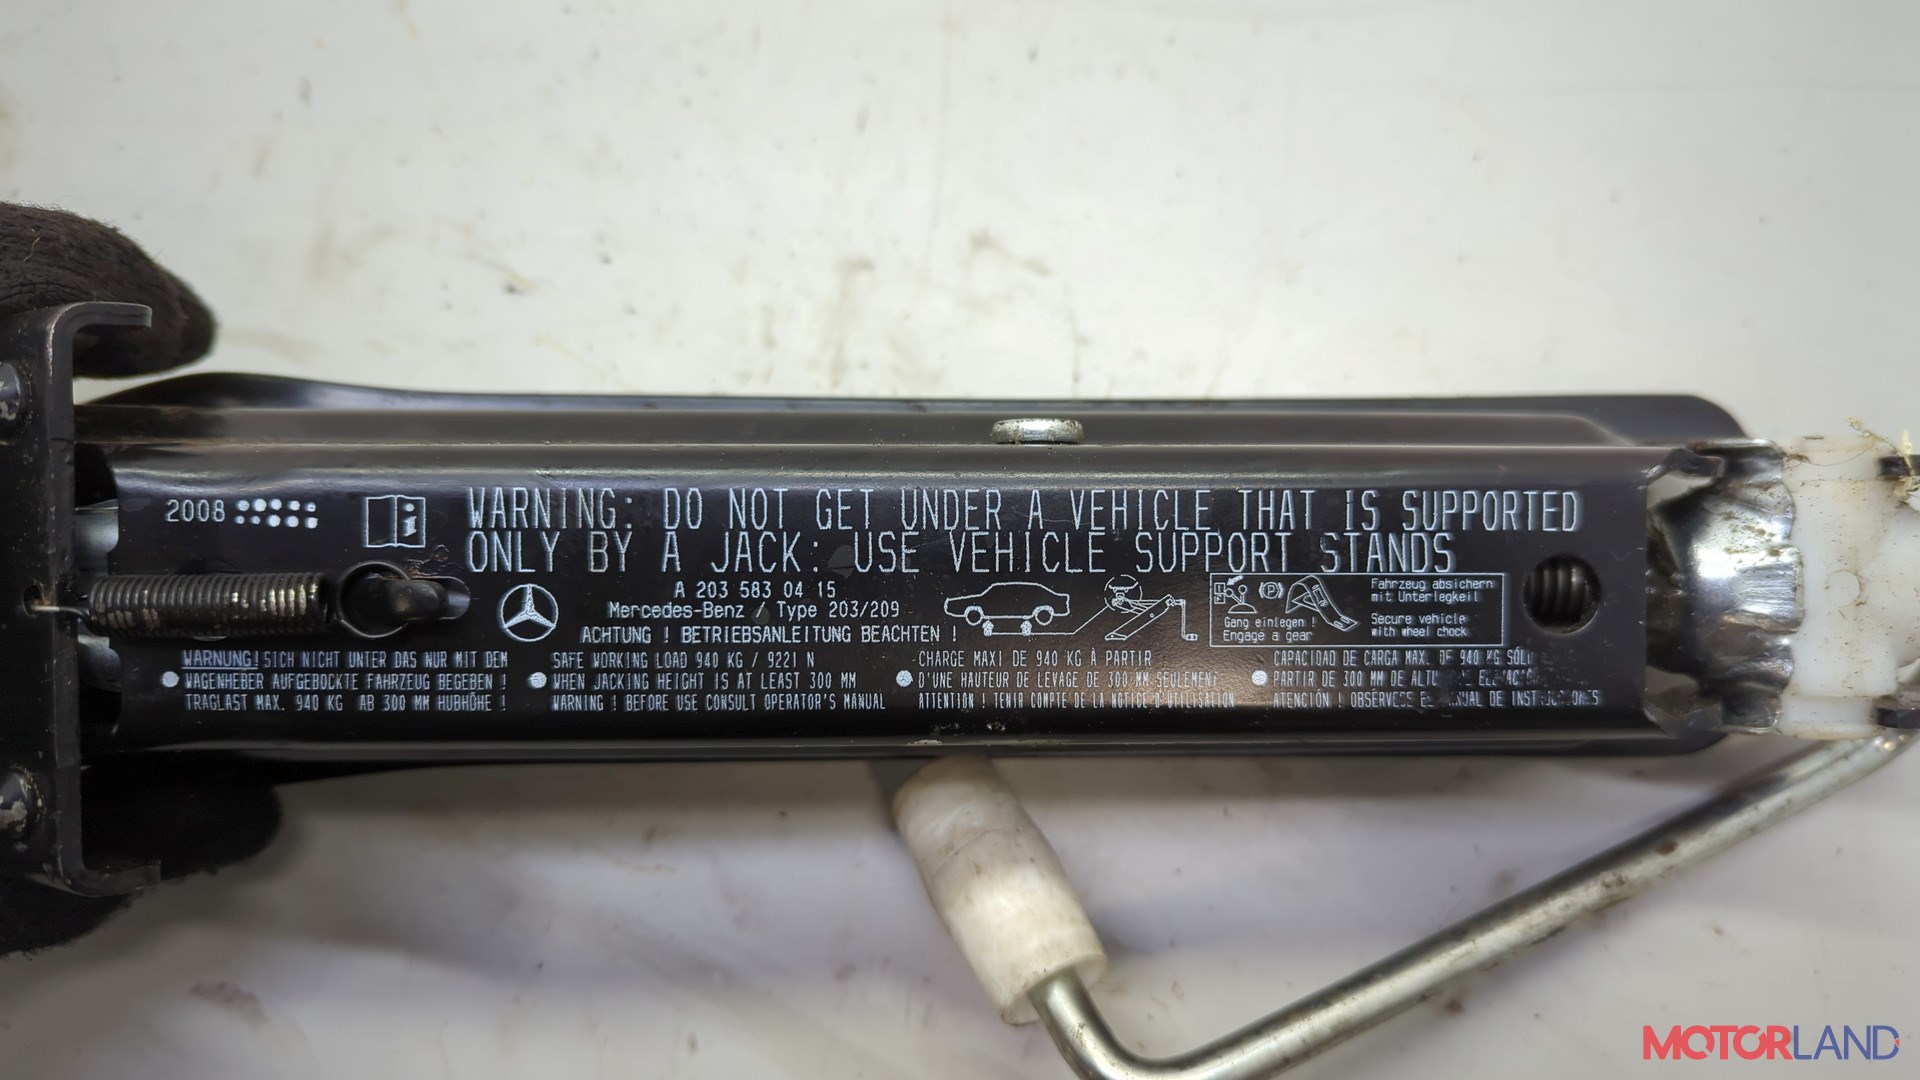 2008
WARNING: DO NOT GET UNDER A VEHICLE THAT IS SUPPORTED
ONLY BY A JACK: USE VEHICLE SUPPORT STANDS
A 203 583 04 15
Mercedes-Benz / Type 203/209
ACHTUNG ! BETRIEBSANLEITUNG BEACHTEN !
(P)
Gang einlegen !
Engage a gear
Fahrzeug absichern
mit Unterlegkeil
Secure vehicle
with wheel chock
WARNUNG! SICH NICHT UNTER DAS NUR MIT DEM
WAGENHEBER AUFGEBOCKTE FAHRZEUG BEGEBEN !
TRAGLAST MAX. 940 KG AB 300 MM HUBHÖHE !
SAFE WORKING LOAD 940 KG / 9221 N
WHEN JACKING HEIGHT IS AT LEAST 300 MM
WARNING ! BEFORE USE CONSULT OPERATOR'S MANUAL
CHARGE MAXI DE 940 KG À PARTIR
D'UNE HAUTEUR DE LEVAGE DE 300 MM SEULEMENT
ATTENTION ! TENIR COMPTE DE LA NOTICE D'UTILISATION
CAPACIDAD DE CARGA MAX. DE 940 KG
PARTIR DE 300 MM DE
ATENCIÓN ! DE INSTRUCCIONES
MOTORLAND